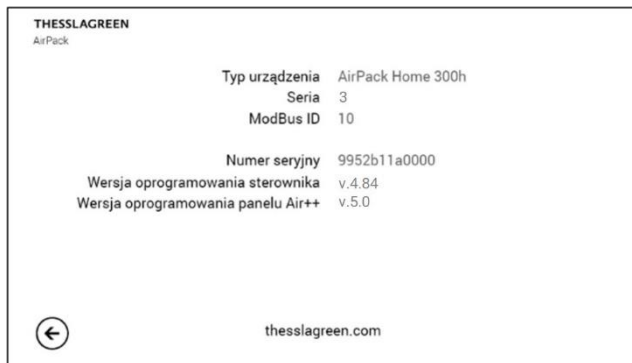 THESSLAGREEN
AirPack
Typ urządzenia AirPack Home 300h
Seria 3
ModBus ID 10
Numer seryjny 9952b11a0000
Wersja oprogramowania sterownika v.4.84
Wersja oprogramowania panelu Air++ v.5.0
thesslagreen.com